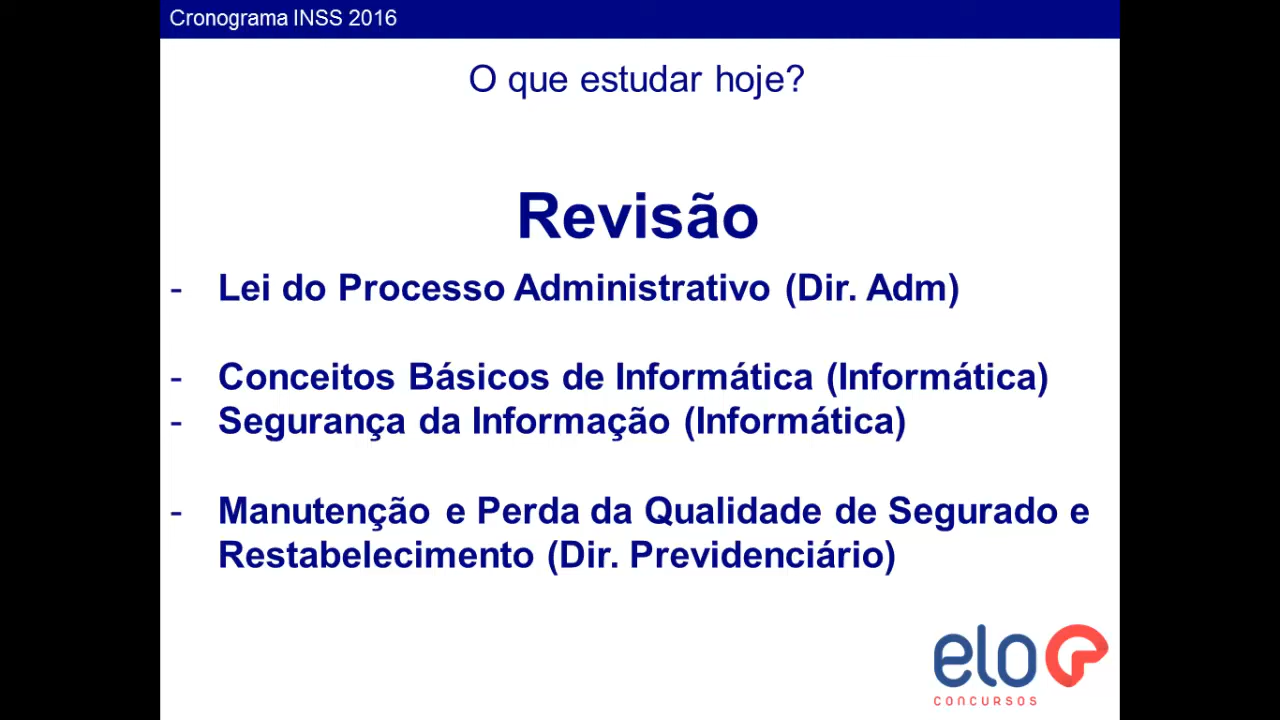 Cronograma INSS 2016
O que estudar hoje?
Revisão
- Lei do Processo Administrativo (Dir. Adm)
- Conceitos Básicos de Informática (Informática)
- Segurança da Informação (Informática)
- Manutenção e Perda da Qualidade de Segurado e
Restabelecimento (Dir. Previdenciário)
elo
CONCURSOS